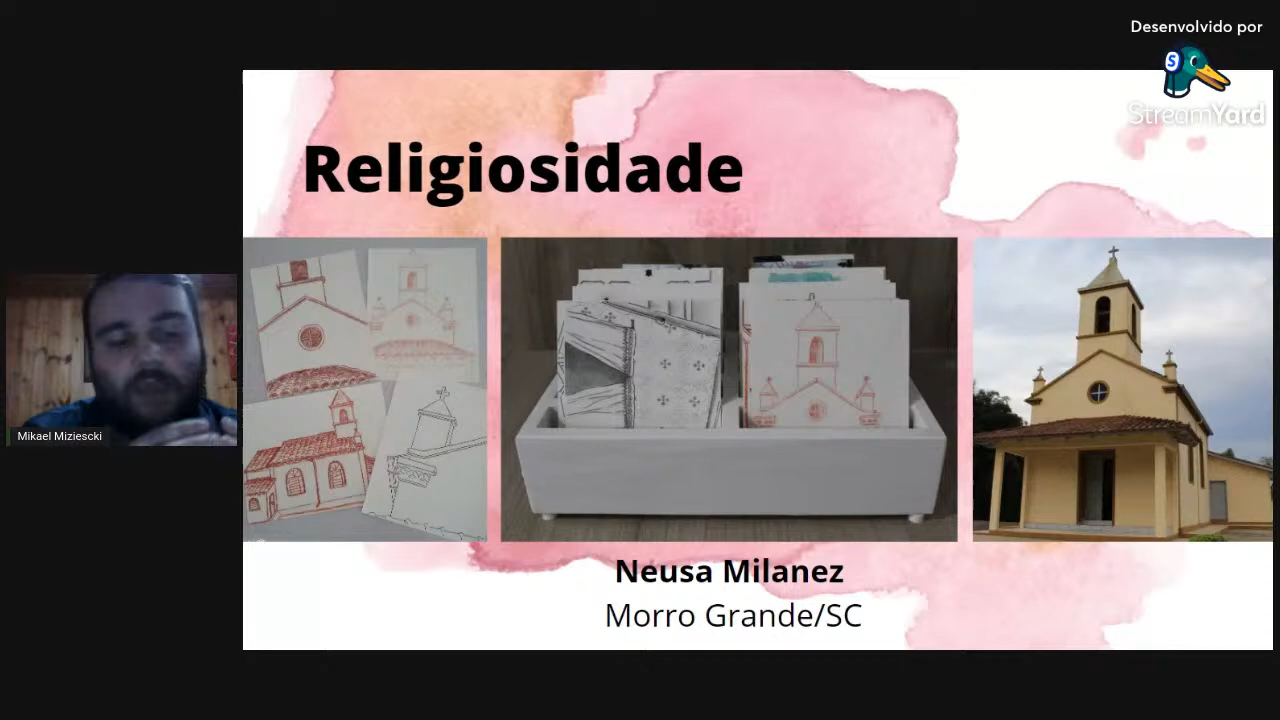 Desenvolvido por
S
StreamYard
Religiosidade
Mikael Miziescki
Neusa Milanez
Morro Grande/SC